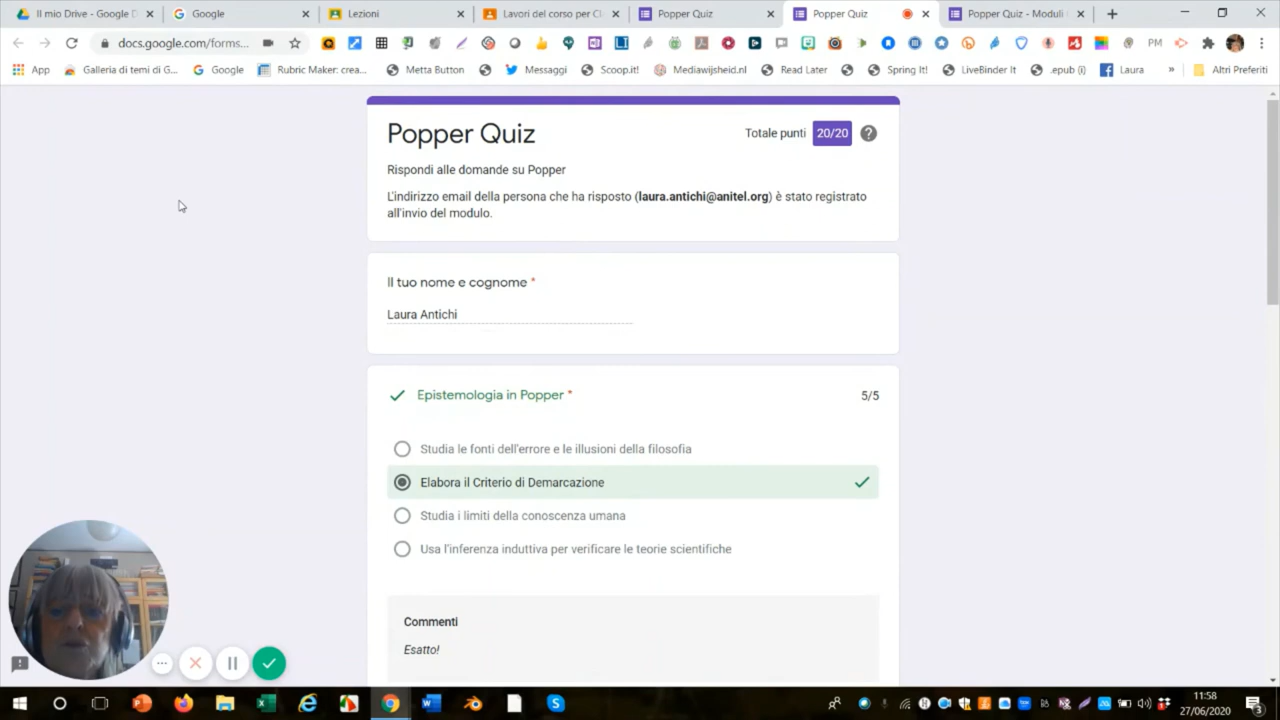 Il mio Drive - Google D
Google
Lezioni
Lavori del corso per Cl
Popper Quiz
Popper Quiz
Popper Quiz - Moduli
docs.google.com/forms...
PM
App
Galleria di temi di G...
Google
Rubric Maker: crea...
Metta Button
Messaggi
Scoop.it!
Mediawijsheid.nl
Read Later
Spring It!
LiveBinder It
.epub (i)
Laura
»
Altri Preferiti
Popper Quiz
Totale punti 20/20
Rispondi alle domande su Popper
L'indirizzo email della persona che ha risposto (laura.antichi@anitel.org) è stato registrato
all'invio del modulo.
Il tuo nome e cognome *
Laura Antichi
Epistemologia in Popper *
5/5
Studia le fonti dell'errore e le illusioni della filosofia
Elabora il Criterio di Demarcazione
Studia i limiti della conoscenza umana
Usa l'inferenza induttiva per verificare le teorie scientifiche
Commenti
Esatto!
11:58
27/06/2020
3